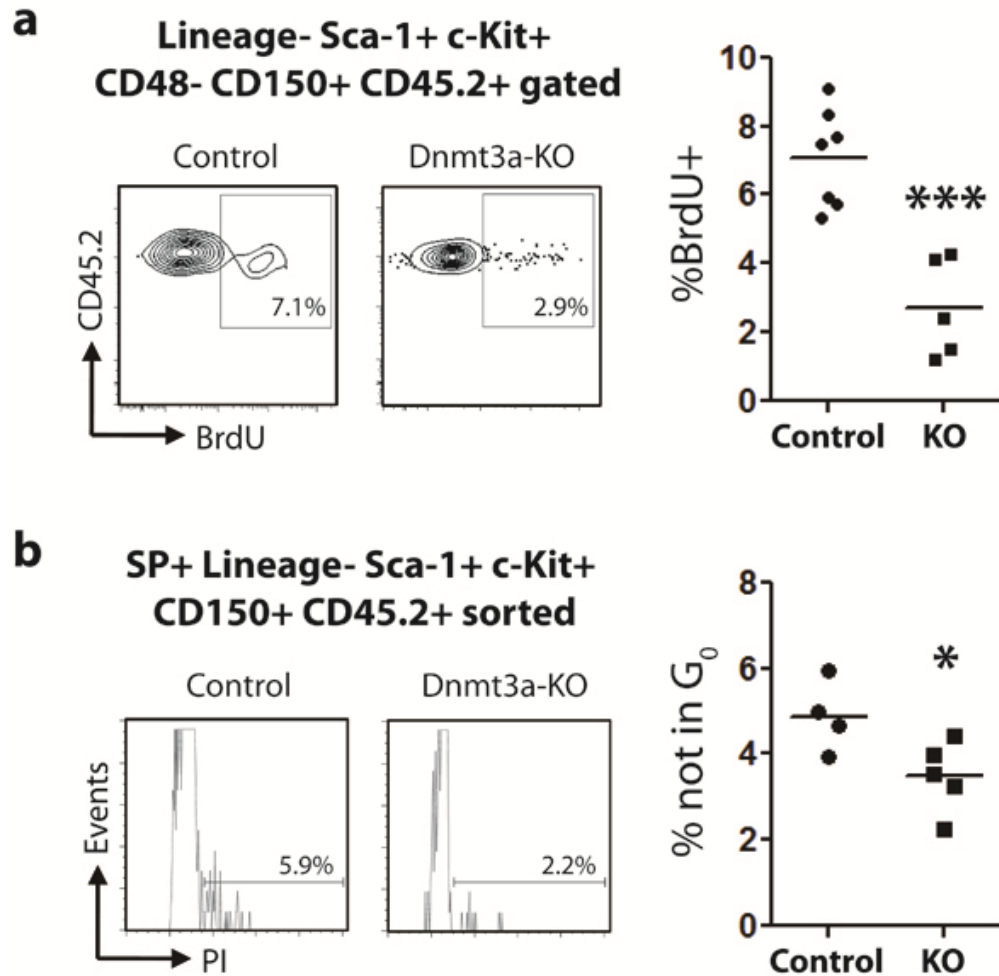 a
Lineage- Sca-1+ c-Kit+
CD48- CD150+ CD45.2+ gated
Control
Dnmt3a-KO
CD45.2
7.1%
2.9%
BrdU
%BrdU+
10
8
6
4
2
0
***
Control
KO
b
SP+ Lineage- Sca-1+ c-Kit+
CD150+ CD45.2+ sorted
Control
Dnmt3a-KO
Events
5.9%
2.2%
PI
% not in G₀
8
6
4
2
0
*
Control
KO